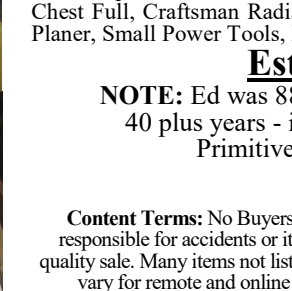 Chest Full, Craftsman Radi
Planer, Small Power Tools,
Est
NOTE: Ed was 88
40 plus years - i
Primitive
Content Terms: No Buyers
responsible for accidents or it
quality sale. Many items not list
vary for remote and online